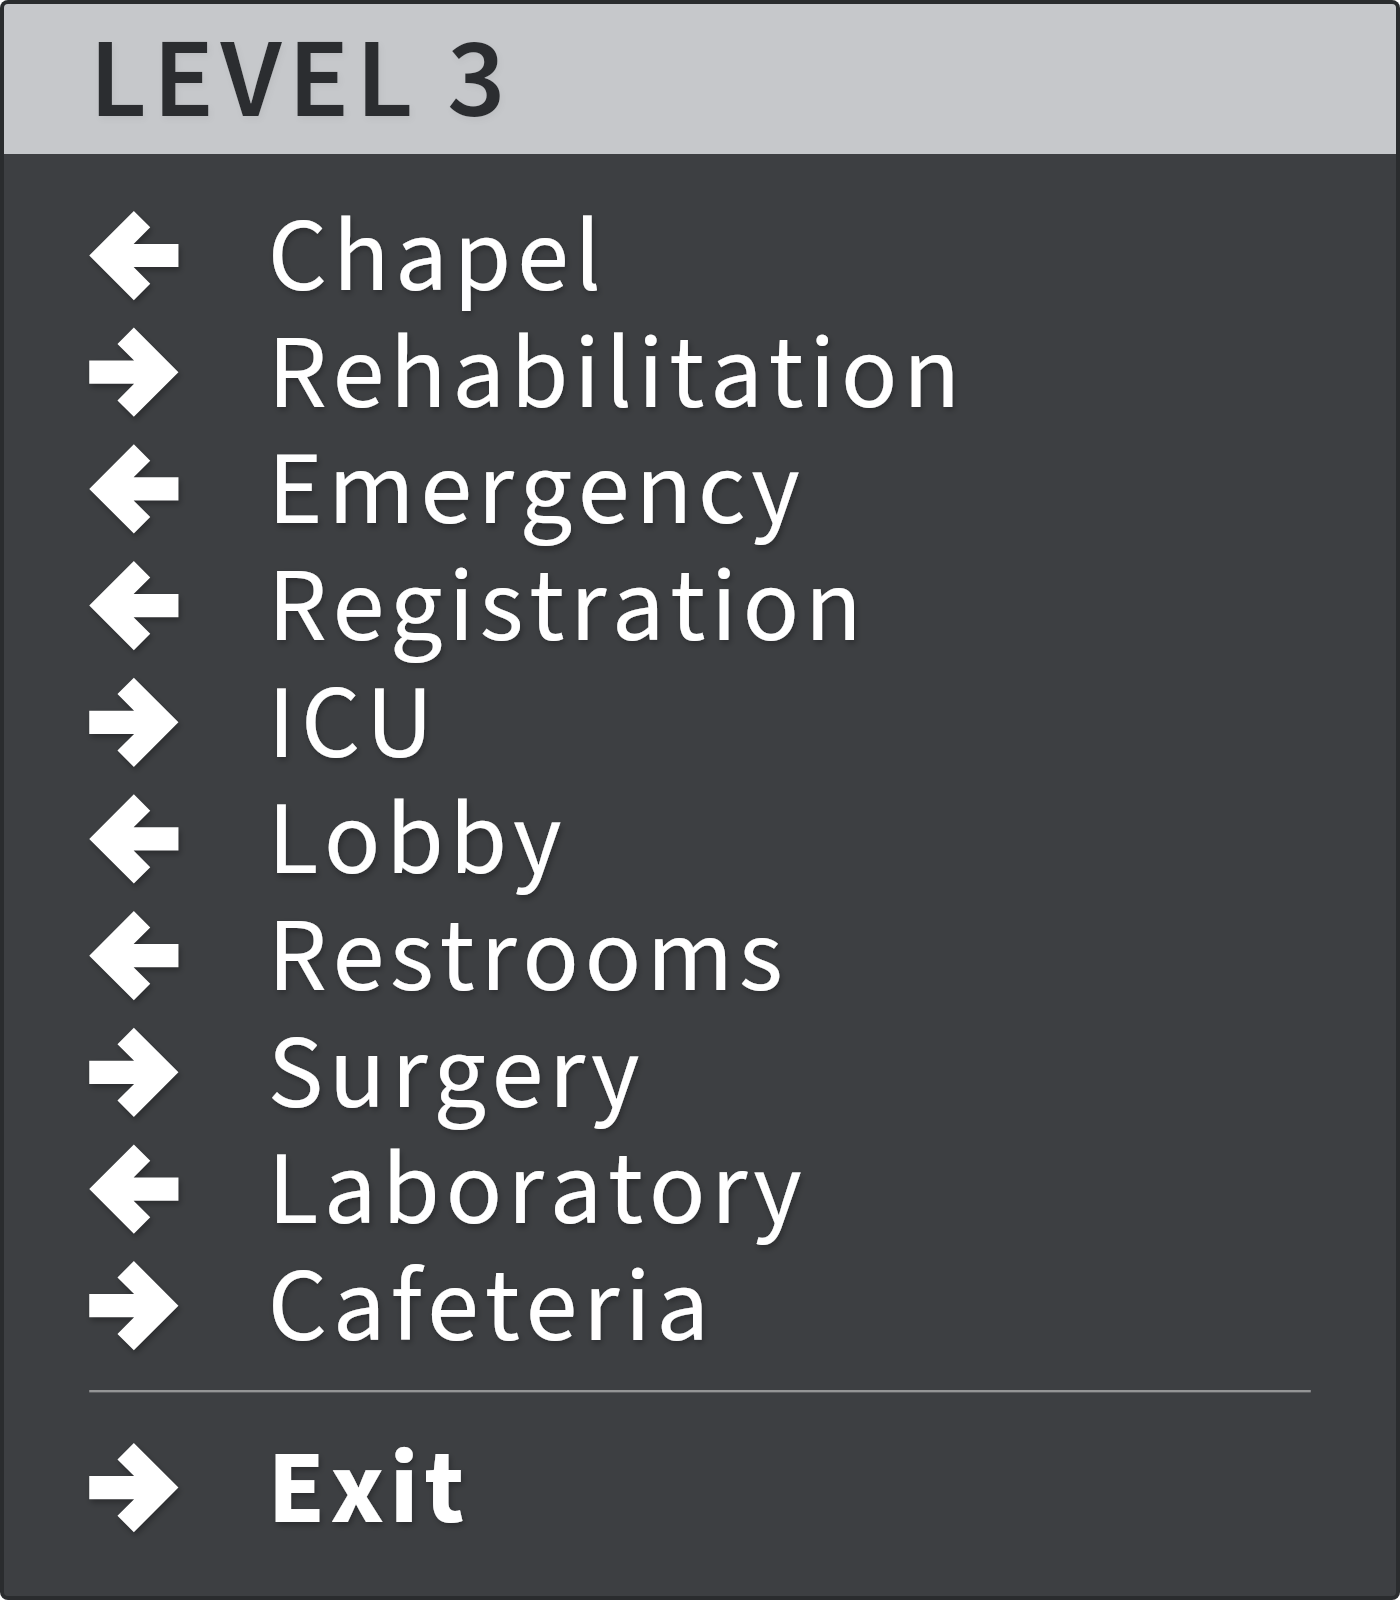 LEVEL 3
Chapel
Rehabilitation
Emergency
Registration
ICU
Lobby
Restrooms
Surgery
Laboratory
Cafeteria
Exit